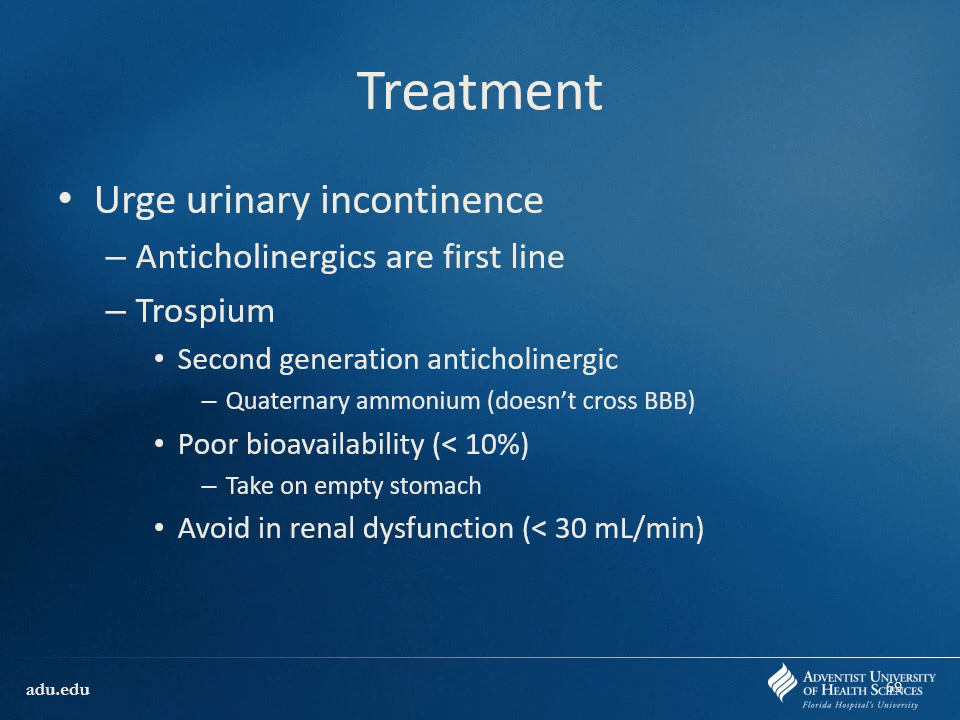 Treatment
• Urge urinary incontinence
– Anticholinergics are first line
– Trospium
• Second generation anticholinergic
– Quaternary ammonium (doesn’t cross BBB)
• Poor bioavailability (< 10%)
– Take on empty stomach
• Avoid in renal dysfunction (< 30 mL/min)
adu.edu
ADVENTIST UNIVERSITY
OF HEALTH SCIENCES
69
Florida Hospital's University